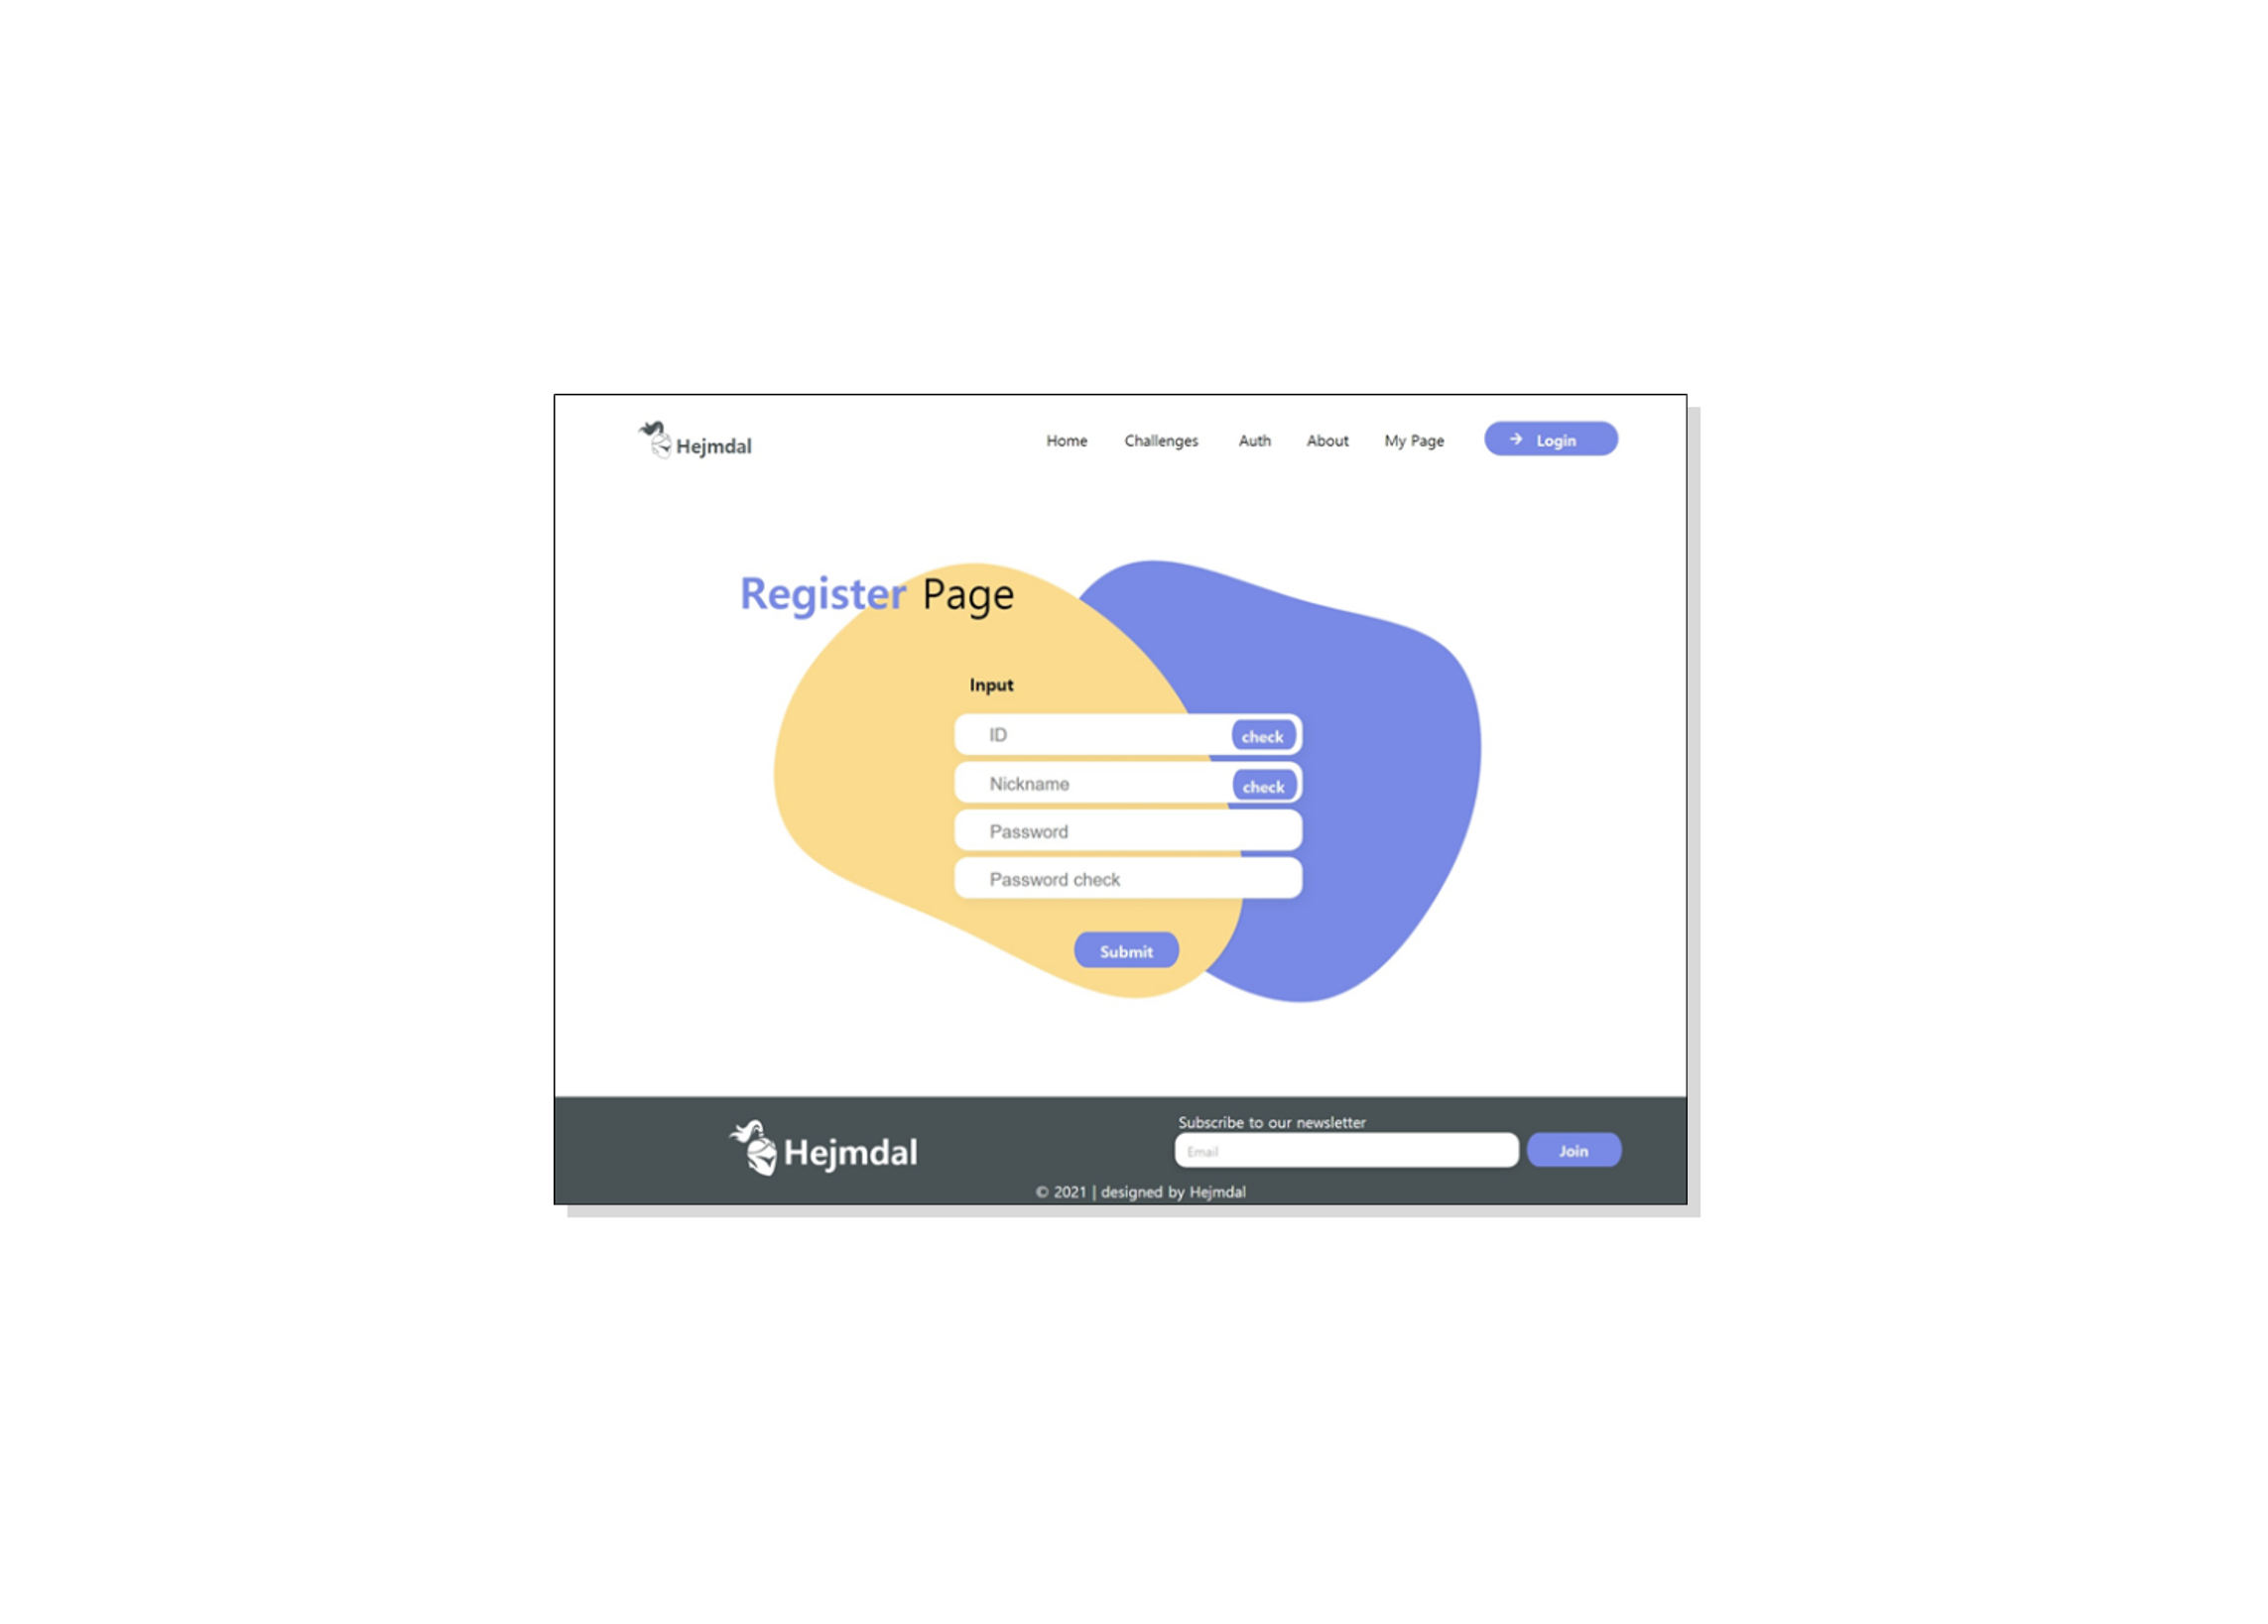 Hejmdal
Home Challenges Auth About My Page → Login
Register Page
Input
ID check
Nickname check
Password
Password check
Submit
Subscribe to our newsletter
Hejmdal
Email Join
© 2021 | designed by Hejmdal